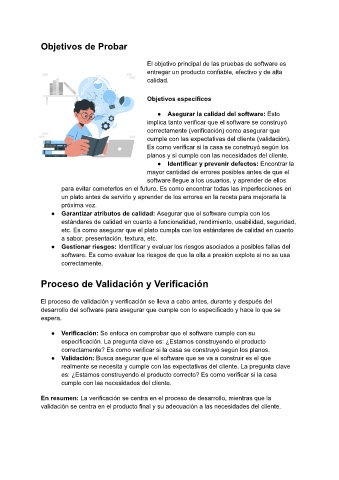 Objetivos de Probar
El objetivo principal de las pruebas de software es
entregar un producto confiable, efectivo y de alta
calidad.
Objetivos específicos
● Asegurar la calidad del software: Esto
implica tanto verificar que el software se construyó
correctamente (verificación) como asegurar que
cumple con las expectativas del cliente (validación).
Es como verificar si la casa se construyó según los
planos y si cumple con las necesidades del cliente.
● Identificar y prevenir defectos: Encontrar la
mayor cantidad de errores posibles antes de que el
software llegue a los usuarios, y aprender de ellos
para evitar cometerlos en el futuro. Es como encontrar todas las imperfecciones en
un plato antes de servirlo y aprender de los errores en la receta para mejorarla la
próxima voz.
● Garantizar atributos de calidad: Asegurar que el software cumpla con los
estándares de calidad en cuanto a funcionalidad, rendimiento, usabilidad, seguridad,
etc. Es como asegurar que el plato cumpla con los estándares de calidad en cuanto
a sabor, presentación, textura, etc.
● Gestionar riesgos: Identificar y evaluar los riesgos asociados a posibles fallas del
software. Es como evaluar los riesgos de que la olla a presión explote si no se usa
correctamente.
Proceso de Validación y Verificación
El proceso de validación y verificación se lleva a cabo antes, durante y después del
desarrollo del software para asegurar que cumple con lo especificado y hace lo que se
espera.
● Verificación: Se enfoca en comprobar que el software cumple con su
especificación. La pregunta clave es: ¿Estamos construyendo el producto
correctamente? Es como verificar si la casa se construyó según los planos.
● Validación: Busca asegurar que el software que se va a construir es el que
realmente se necesita y cumple con las expectativas del cliente. La pregunta clave
es: ¿Estamos construyendo el producto correcto? Es como verificar si la casa
cumple con las necesidades del cliente.
En resumen: La verificación se centra en el proceso de desarrollo, mientras que la
validación se centra en el producto final y su adecuación a las necesidades del cliente.